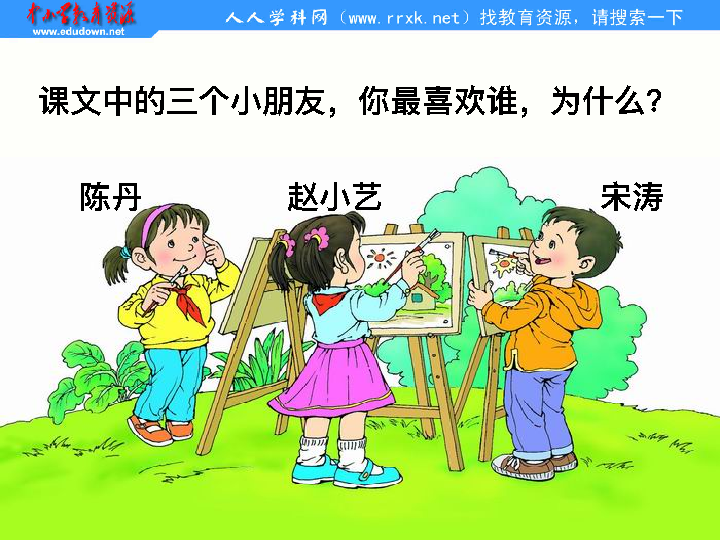 中小学教育资源
www.edudown.net
人人学科网（www.rrxk.net）找教育资源，请搜索一下
课文中的三个小朋友，你最喜欢谁，为什么？
陈丹 赵小艺 宋涛